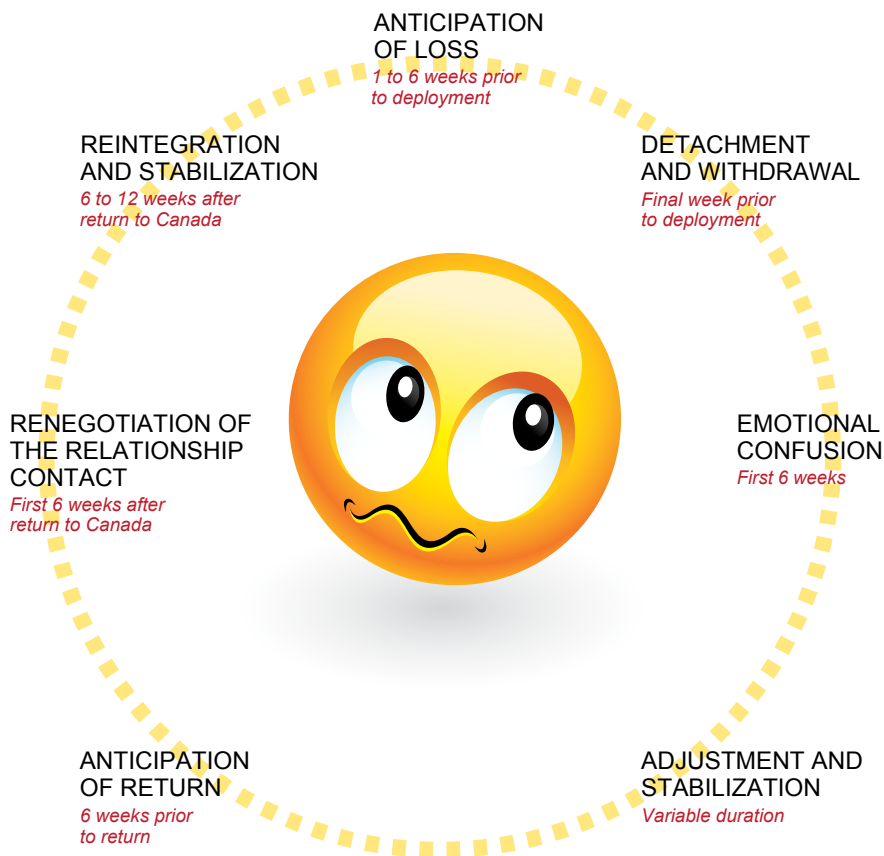 ANTICIPATION
OF LOSS
1 to 6 weeks prior
to deployment
DETACHMENT
AND WITHDRAWAL
Final week prior
to deployment
EMOTIONAL
CONFUSION
First 6 weeks
ADJUSTMENT AND
STABILIZATION
Variable duration
ANTICIPATION
OF RETURN
6 weeks prior
to return
RENEGOTIATION OF
THE RELATIONSHIP
CONTACT
First 6 weeks after
return to Canada
REINTEGRATION
AND STABILIZATION
6 to 12 weeks after
return to Canada